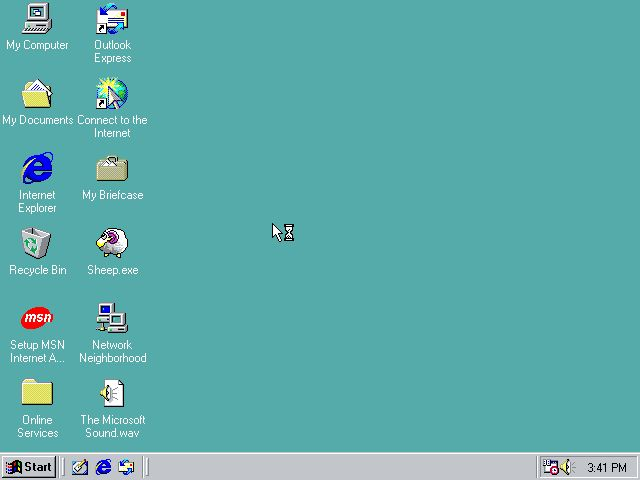 My Computer
Outlook
Express
My Documents
Connect to the
Internet
Internet
Explorer
My Briefcase
Recycle Bin
Sheep.exe
msn
Setup MSN
Internet A...
Network
Neighborhood
Online
Services
The Microsoft
Sound.wav
Start
3:41 PM